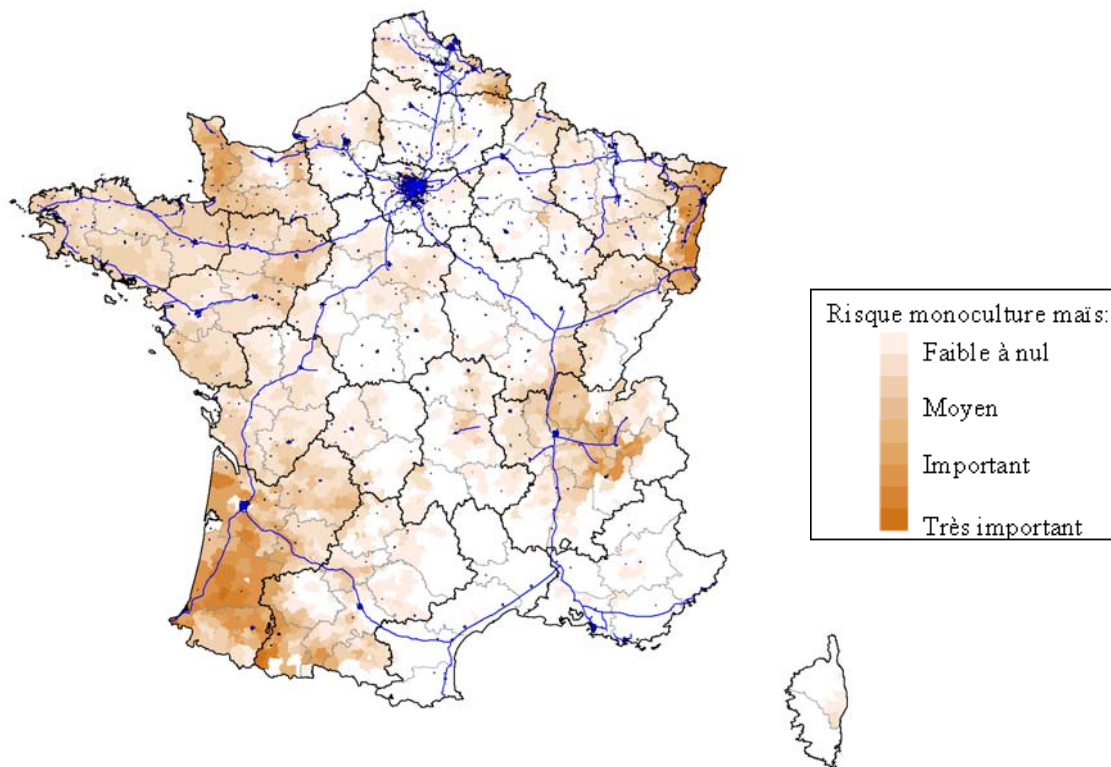 Risque monoculture maïs:
Faible à nul
Moyen
Important
Très important